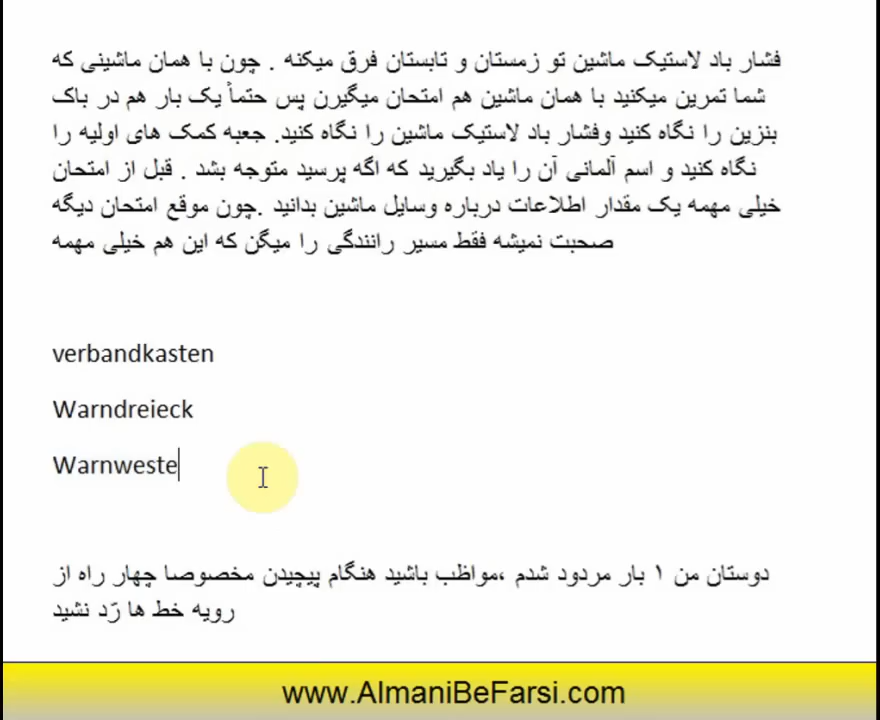 فشار باد لاستیک ماشین تو زمستان و تابستان فرق میکنه . چون با همان ماشینی که
شما تمرین میکنید با همان ماشین هم امتحان میگیرن پس حتماً یک بار هم در باک
بنزین را نگاه کنید وفشار باد لاستیک ماشین را نگاه کنید. جعبه کمک های اولیه را
نگاه کنید و اسم آلمانی آن را یاد بگیرید که اگه پرسید متوجه بشد . قبل از امتحان
خیلی مهمه یک مقدار اطلاعات درباره وسایل ماشین بدانید .چون موقع امتحان دیگه
صحبت نمیشه فقط مسیر رانندگی را میگن که این هم خیلی مهمه
verbandkasten
Warndreieck
Warnweste
دوستان من ۱ بار مردود شدم ،مواظب باشید هنگام پیچیدن مخصوصا چهار راه از
رویه خط ها رّد نشید
www.AlmaniBeFarsi.com